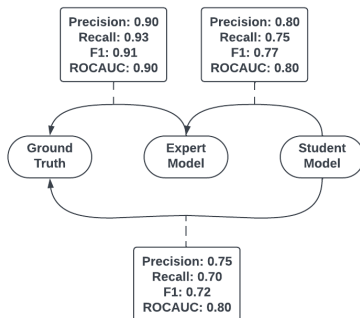 Precision: 0.90
Recall: 0.93
F1: 0.91
ROCAUC: 0.90
Precision: 0.80
Recall: 0.75
F1: 0.77
ROCAUC: 0.80
Ground
Truth
Expert
Model
Student
Model
Precision: 0.75
Recall: 0.70
F1: 0.72
ROCAUC: 0.80